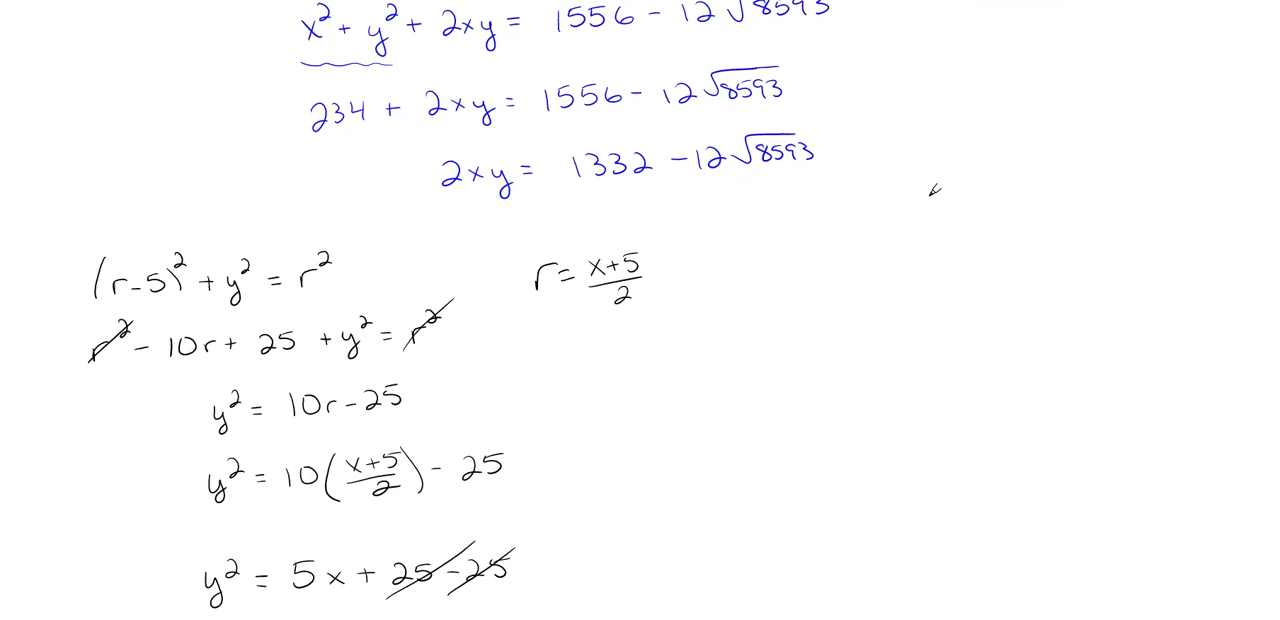 x² + y² + 2xy = 1556 - 12√8593
234 + 2xy = 1556 - 12√8593
2xy = 1332 - 12√8593
(r-5)² + y² = r²
r = (x+5)/2
r² - 10r + 25 + y² = r²
y² = 10r - 25
y² = 10((x+5)/2) - 25
y² = 5x + 25 - 25